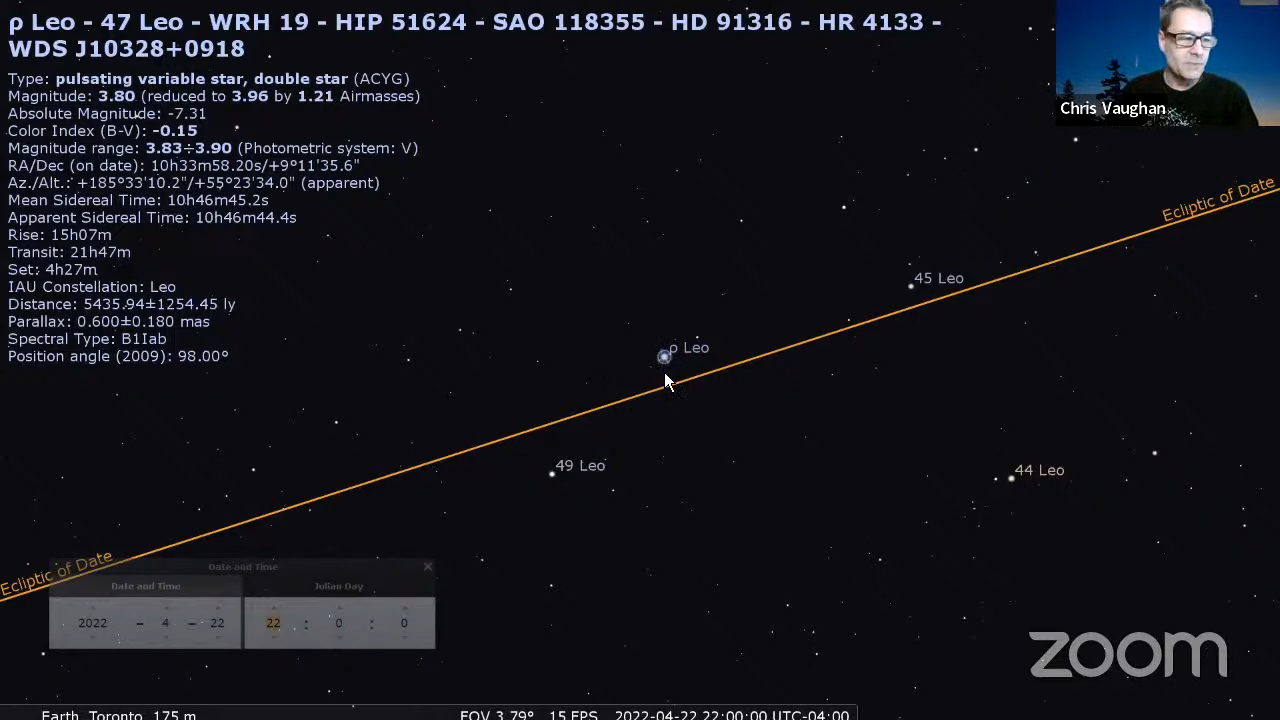 ρ Leo - 47 Leo - WRH 19 - HIP 51624 - SAO 118355 - HD 91316 - HR 4133 -
WDS J10328+0918
Type: pulsating variable star, double star (ACYG)
Magnitude: 3.80 (reduced to 3.96 by 1.21 Airmasses)
Absolute Magnitude: -7.31
Color Index (B-V): -0.15
Magnitude range: 3.83÷3.90 (Photometric system: V)
RA/Dec (on date): 10h33m58.20s/+9°11'35.6"
Az./Alt.: +185°33'10.2"/+55°23'34.0" (apparent)
Mean Sidereal Time: 10h46m45.2s
Apparent Sidereal Time: 10h46m44.4s
Rise: 15h07m
Transit: 21h47m
Set: 4h27m
IAU Constellation: Leo
Distance: 5435.94±1254.45 ly
Parallax: 0.600±0.180 mas
Spectral Type: B1Iab
Position angle (2009): 98.00°
Chris Vaughan
Ecliptic of Date
45 Leo
ρ Leo
49 Leo
44 Leo
Ecliptic of Date
Date and Time
Date and Time Julian Day
2022 - 4 - 22 22 : 0 : 0
zoom
Earth, Toronto, 175 m FOV 3.79° 15 FPS 2022-04-22 22:00:00 UTC-04:00